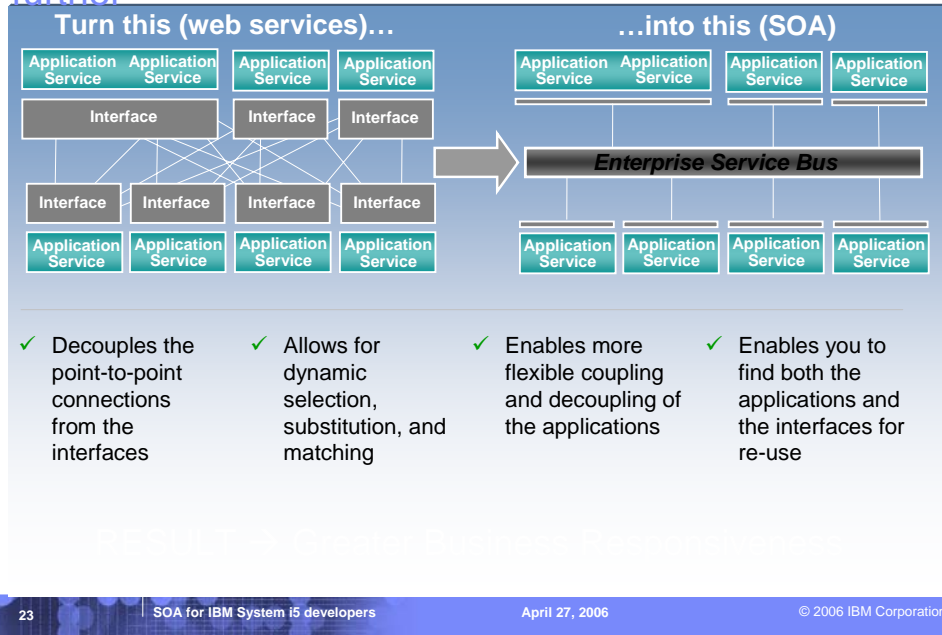 further
Turn this (web services)…
…into this (SOA)
Application Service
Application Service
Application Service
Application Service
Interface
Interface
Interface
Interface
Interface
Interface
Interface
Application Service
Application Service
Application Service
Application Service
Application Service
Application Service
Application Service
Application Service
Enterprise Service Bus
Application Service
Application Service
Application Service
Application Service
✓ Decouples the
point-to-point
connections
from the
interfaces
✓ Allows for
dynamic
selection,
substitution, and
matching
✓ Enables more
flexible coupling
and decoupling of
the applications
✓ Enables you to
find both the
applications and
the interfaces for
re-use
RESULT → Greater Business Responsiveness
23
SOA for IBM System i5 developers
April 27, 2006
© 2006 IBM Corporation